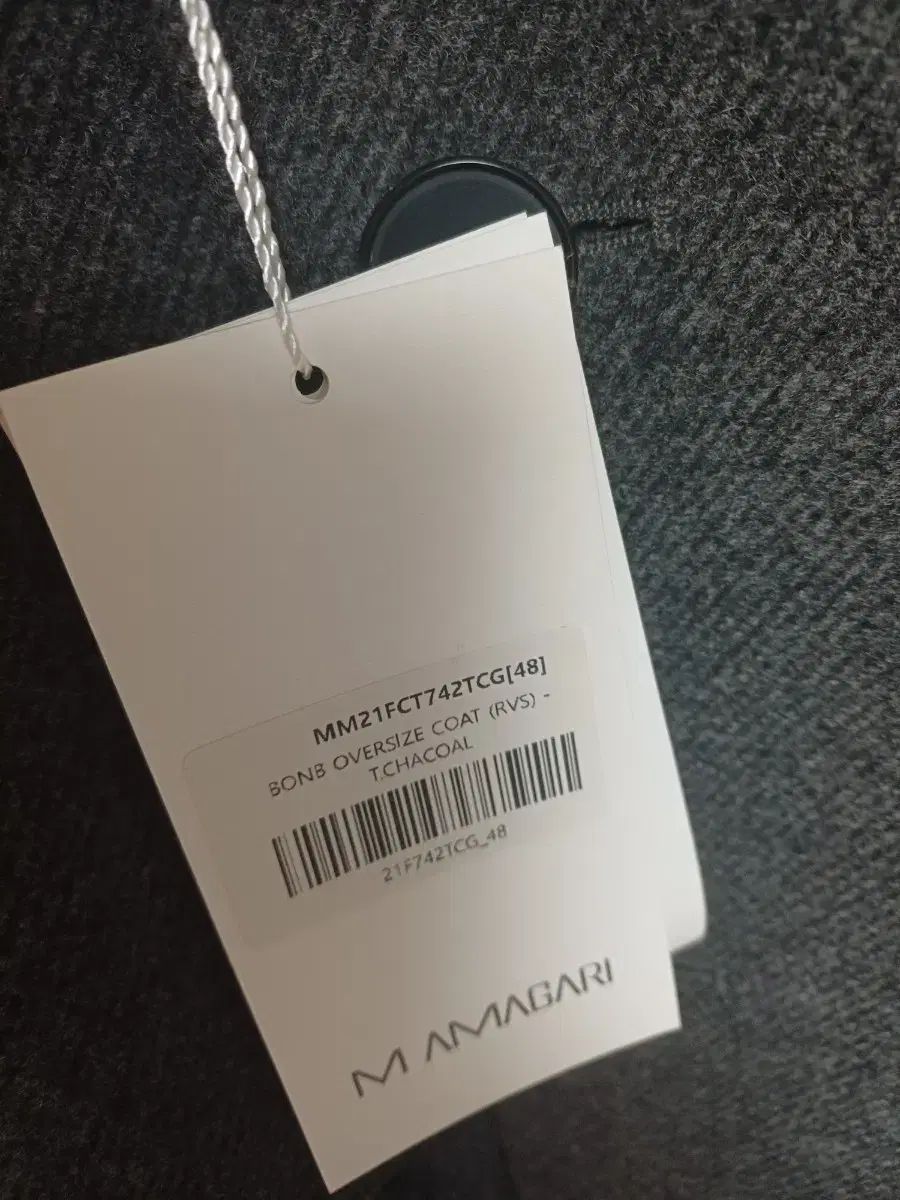 MM21FCT742TCG[48]
BONB OVERSIZE COAT (RVS) -
T.CHACOAL
21F742TCG_48
M AMAGARI